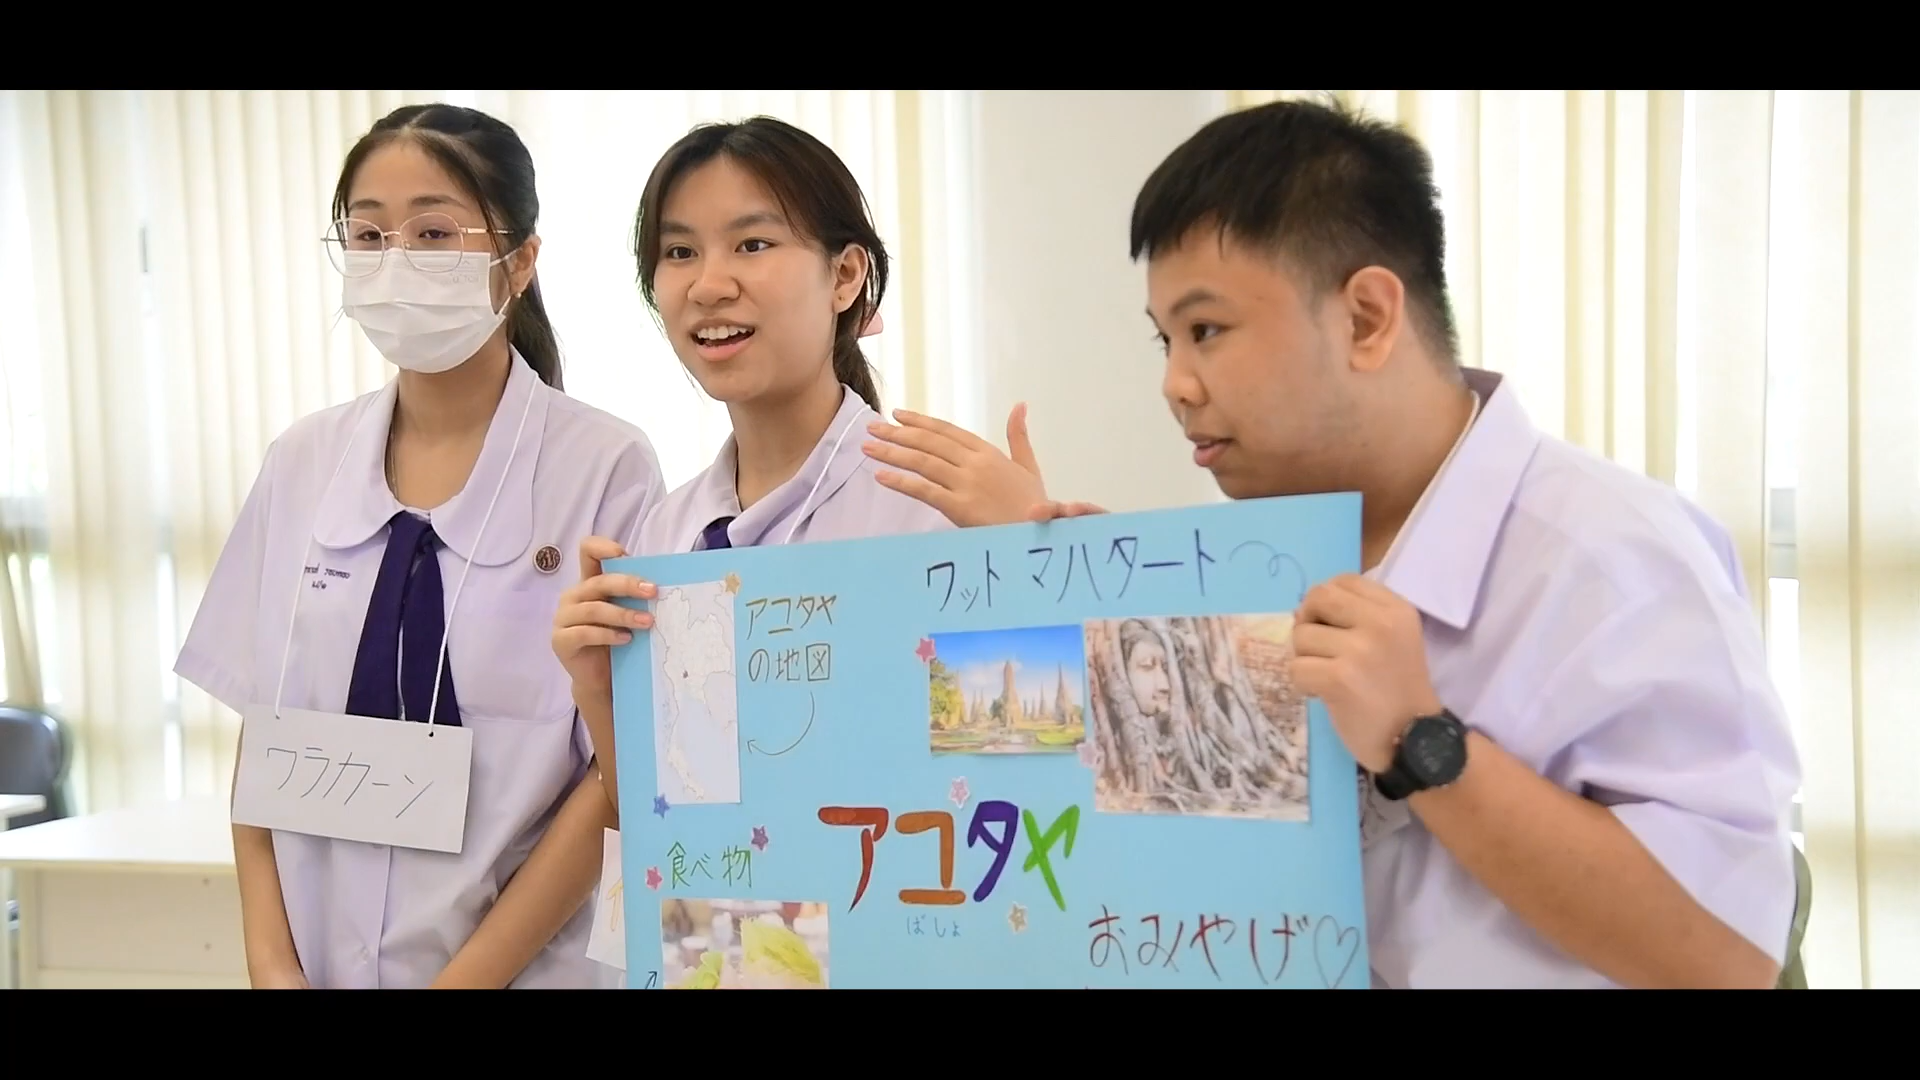 ワット マハタート
アユタヤ
の地図
アユタヤ
ばしょ
食べ物
おみやげ♡
ワラカーン